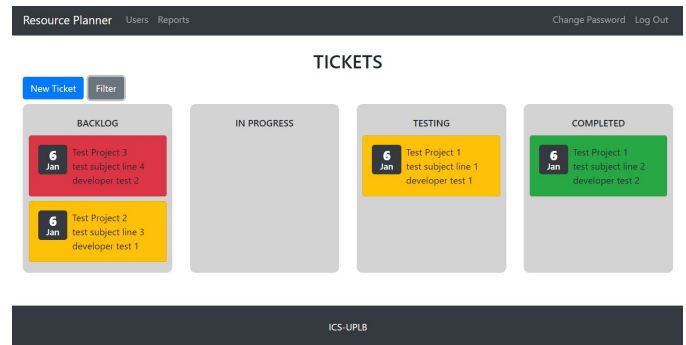 Resource Planner Users Reports Change Password Log Out
TICKETS
New Ticket Filter
BACKLOG
6
Jan
Test Project 3
test subject line 4
developer test 2
6
Jan
Test Project 2
test subject line 3
developer test 1
IN PROGRESS
TESTING
6
Jan
Test Project 1
test subject line 1
developer test 1
COMPLETED
6
Jan
Test Project 1
test subject line 2
developer test 2
ICS-UPLB